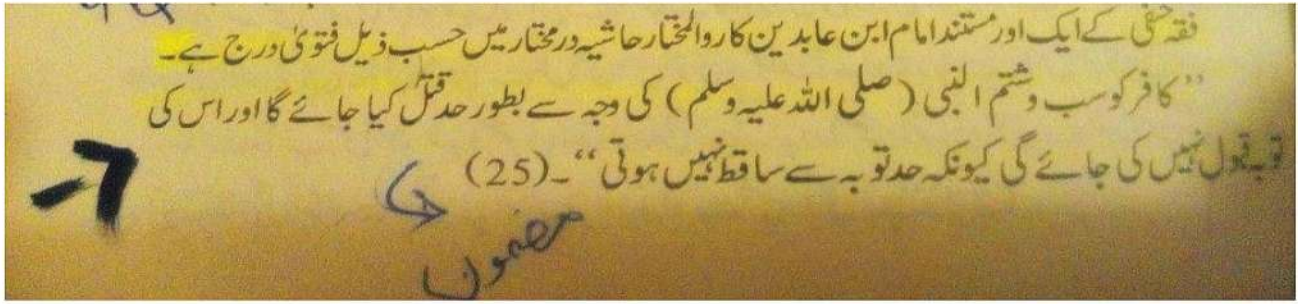 فقہ حنفی کے ایک اور مستند امام ابن عابدین کا روالمختار حاشیہ درمختار میں حسب ذیل فتویٰ درج ہے۔
”کافر کو سب وشتم النبی (صلی اللہ علیہ وسلم) کی وجہ سے بطور حد قتل کیا جائے گا اور اس کی
توبہ قبول نہیں کی جائے گی کیونکہ حد توبہ سے ساقط نہیں ہوتی“۔(25)
مضمون